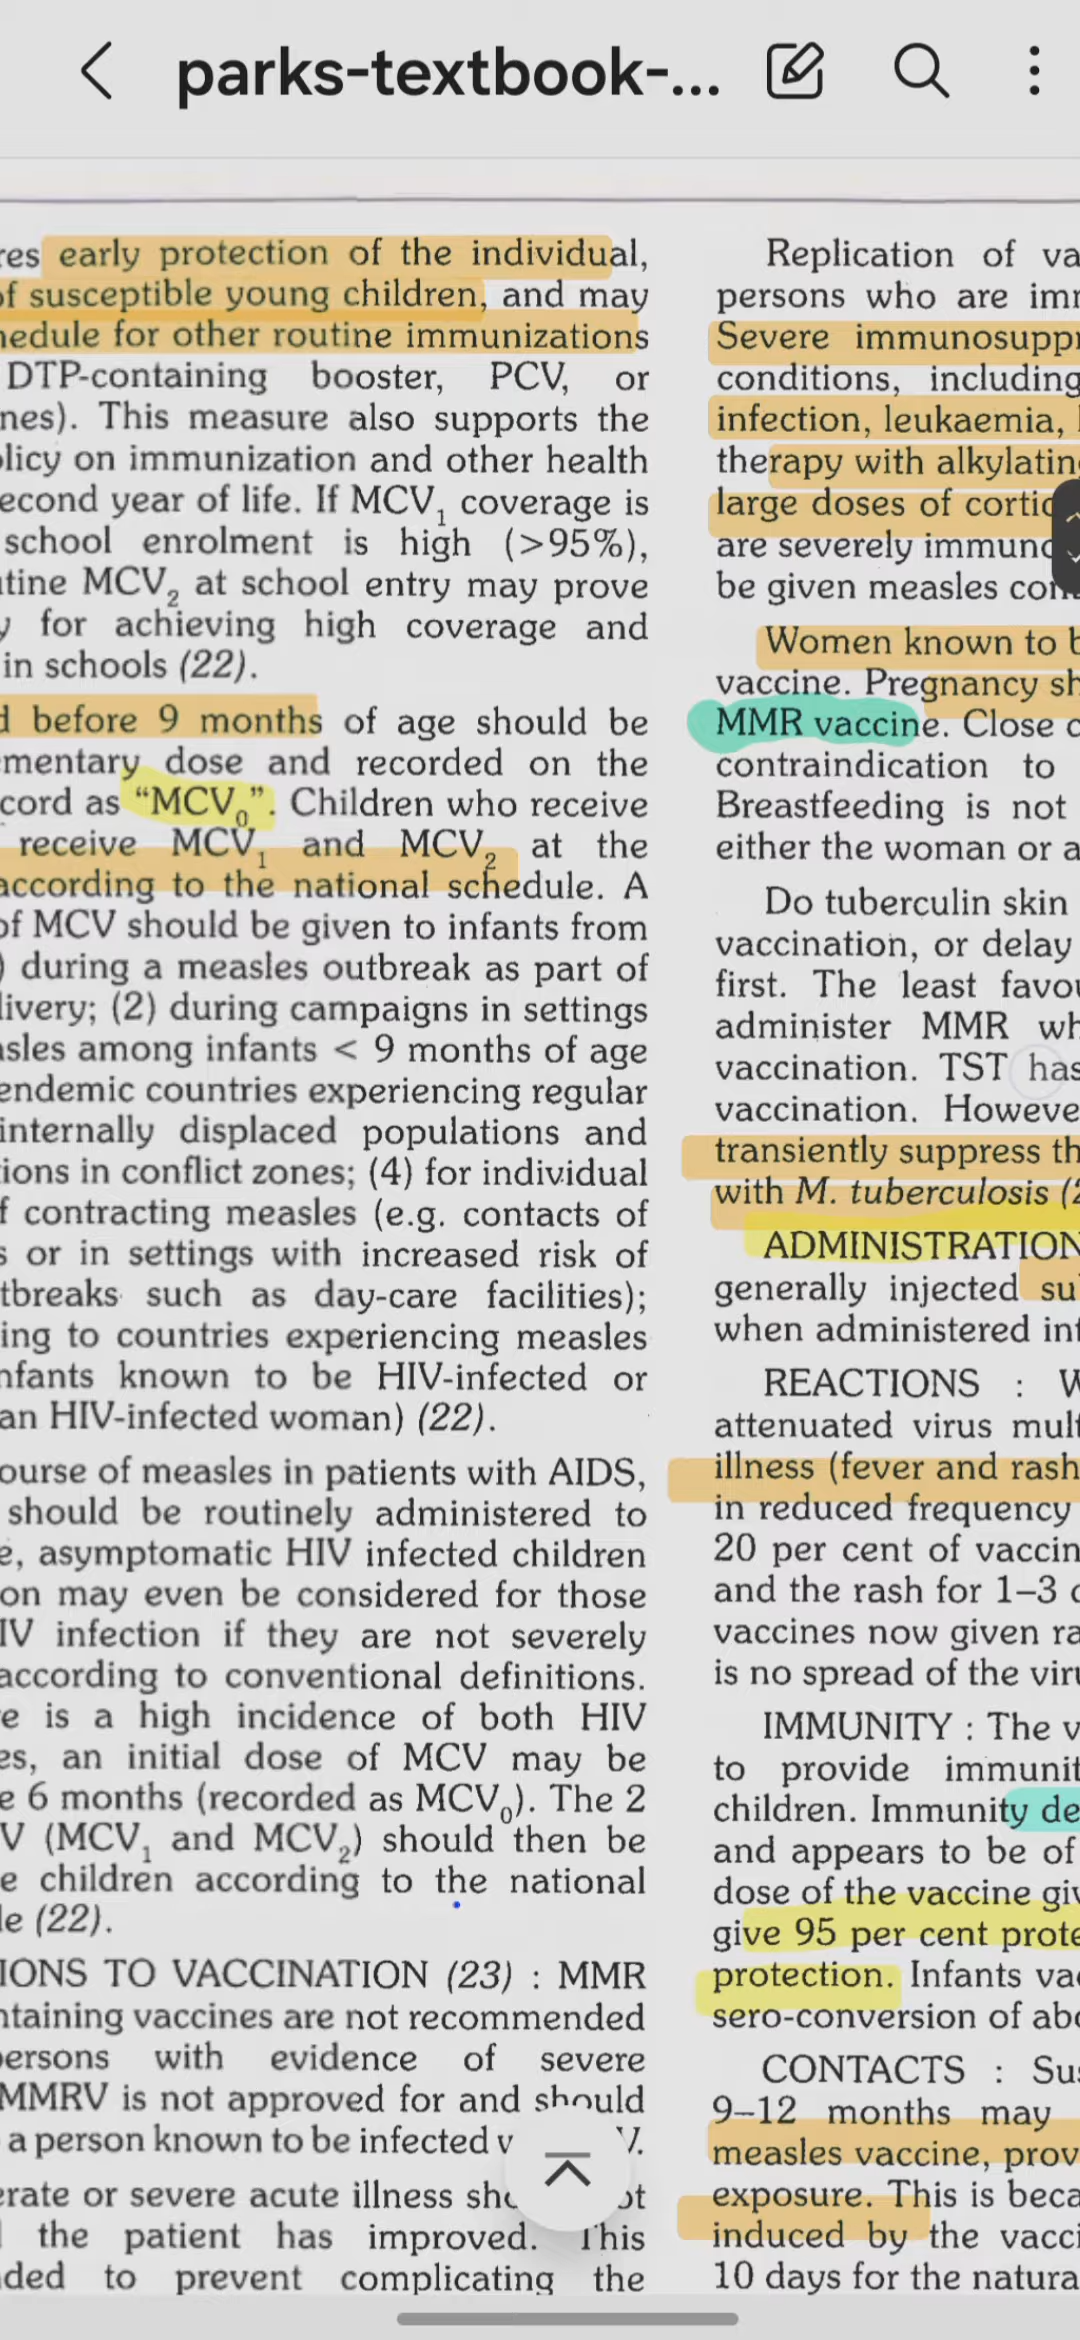 parks-textbook-...
res early protection of the individual,
of susceptible young children, and may
hedule for other routine immunizations
DTP-containing booster, PCV, or
nes). This measure also supports the
olicy on immunization and other health
econd year of life. If MCV₁ coverage is
school enrolment is high (>95%),
utine MCV₂ at school entry may prove
y for achieving high coverage and
in schools (22).
d before 9 months of age should be
mentary dose and recorded on the
cord as “MCV₀”. Children who receive
receive MCV₁ and MCV₂ at the
according to the national schedule. A
of MCV should be given to infants from
) during a measles outbreak as part of
livery; (2) during campaigns in settings
asles among infants < 9 months of age
endemic countries experiencing regular
internally displaced populations and
tions in conflict zones; (4) for individual
f contracting measles (e.g. contacts of
s or in settings with increased risk of
tbreaks such as day-care facilities);
ing to countries experiencing measles
nfants known to be HIV-infected or
an HIV-infected woman) (22).
ourse of measles in patients with AIDS,
should be routinely administered to
e, asymptomatic HIV infected children
on may even be considered for those
IV infection if they are not severely
according to conventional definitions.
e is a high incidence of both HIV
es, an initial dose of MCV may be
e 6 months (recorded as MCV₀). The 2
V (MCV₁ and MCV₂) should then be
e children according to the national
le (22).
IONS TO VACCINATION (23) : MMR
ntaining vaccines are not recommended
persons with evidence of severe
MMRV is not approved for and should
a person known to be infected
erate or severe acute illness
the patient has improved. This
ded to prevent complicating the
Replication of va
persons who are imm
Severe immunosuppr
conditions, including
infection, leukaemia,
therapy with alkylatin
large doses of cortic
are severely immuno
be given measles con
Women known to b
vaccine. Pregnancy sh
MMR vaccine. Close c
contraindication to
Breastfeeding is not
either the woman or a
Do tuberculin skin
vaccination, or delay
first. The least favou
administer MMR wh
vaccination. TST has
vaccination. Howeve
transiently suppress th
with M. tuberculosis (2
ADMINISTRATION
generally injected su
when administered int
REACTIONS : W
attenuated virus mult
illness (fever and rash
in reduced frequency
20 per cent of vaccin
and the rash for 1–3 d
vaccines now given ra
is no spread of the viru
IMMUNITY : The v
to provide immunit
children. Immunity de
and appears to be of
dose of the vaccine giv
give 95 per cent prote
protection. Infants vac
sero-conversion of abo
CONTACTS : Sus
9–12 months may
measles vaccine, prov
exposure. This is beca
induced by the vacci
10 days for the natura